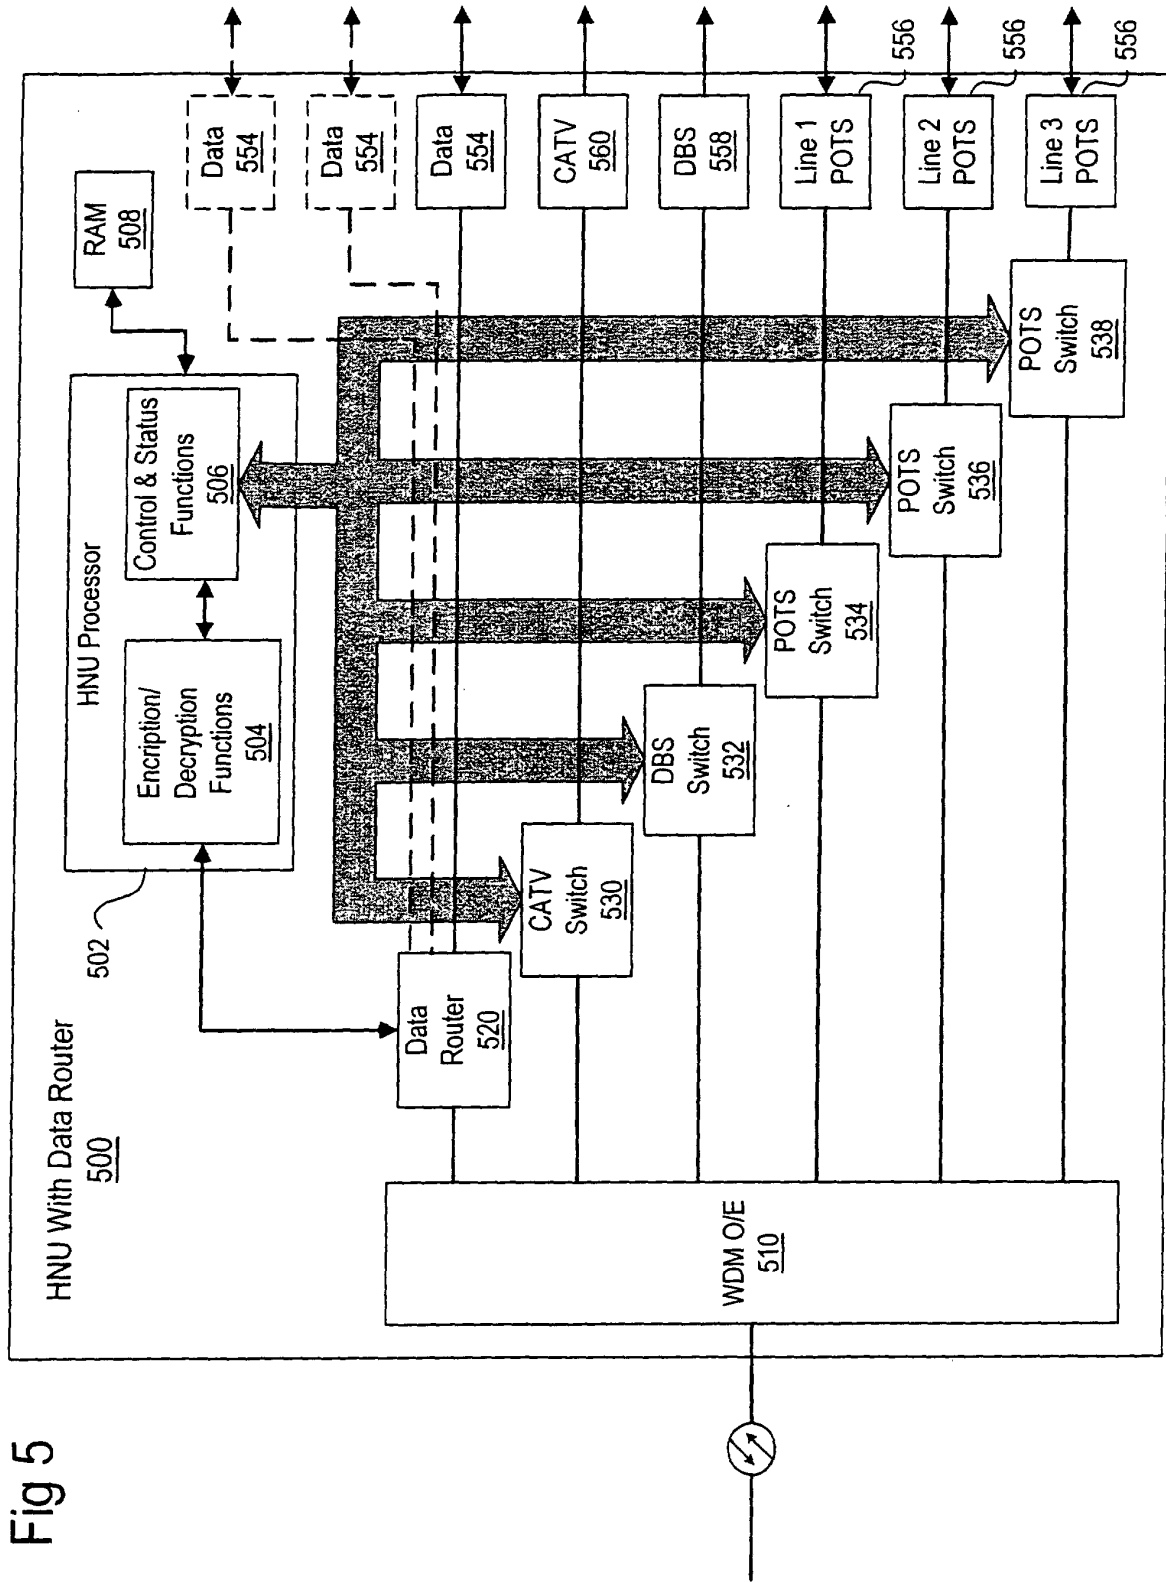 Fig 5
HNU With Data Router
500
502
HNU Processor
Encription/
Decryption
Functions
504
Control & Status
Functions
506
RAM
508
Data
554
Data
554
Data
Router
520
Data
554
CATV
Switch
530
CATV
560
DBS
Switch
532
DBS
558
POTS
Switch
534
Line 1
POTS
556
POTS
Switch
536
Line 2
POTS
556
POTS
Switch
538
Line 3
POTS
556
WDM O/E
510